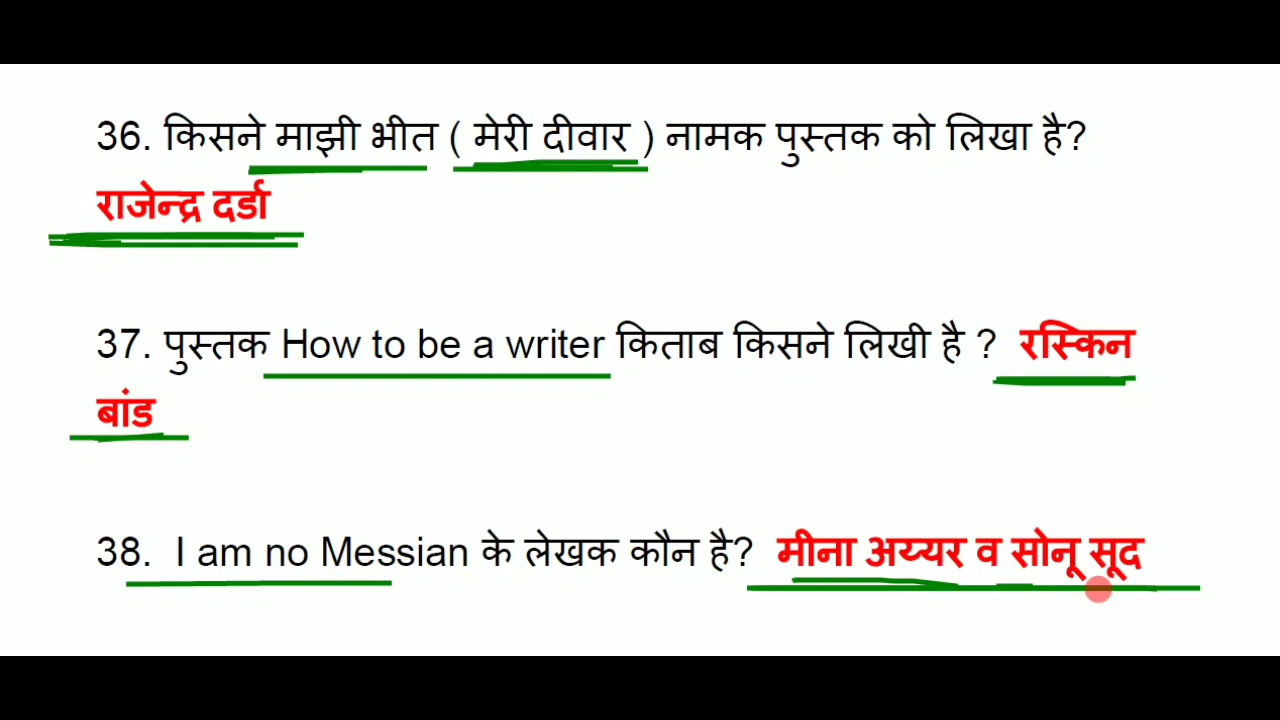 36. किसने माझी भीत ( मेरी दीवार ) नामक पुस्तक को लिखा है?
राजेन्द्र दर्डा
37. पुस्तक How to be a writer किताब किसने लिखी है ? रस्किन
बांड
38. I am no Messian के लेखक कौन है? मीना अय्यर व सोनू सूद